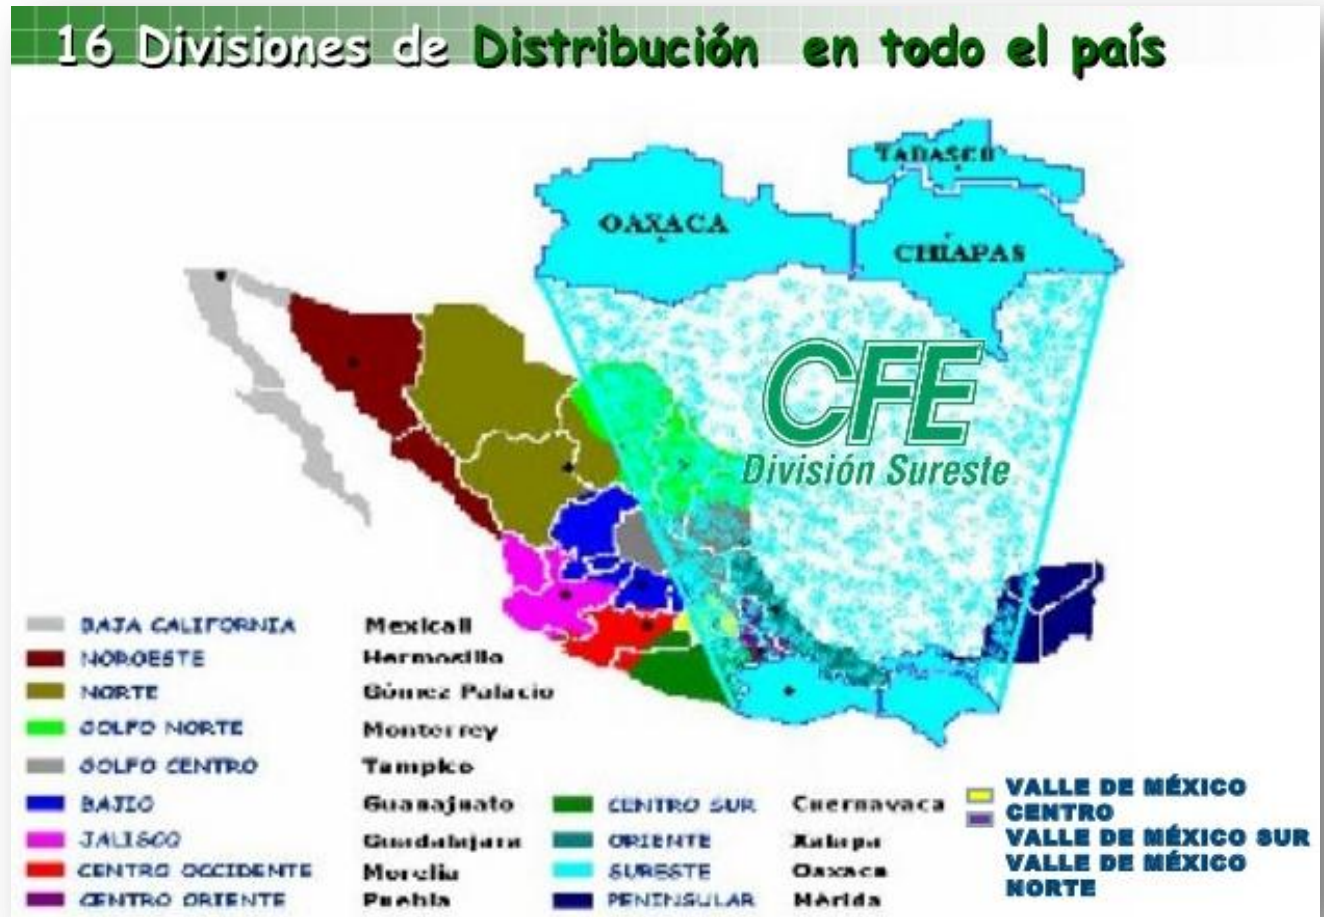 16 Divisiones de Distribución en todo el país
TABASCO
OAXACA
CHIAPAS
CFE
División Sureste
BAJA CALIFORNIA Mexicali
NOROESTE Hermosillo
NORTE Gómez Palacio
GOLFO NORTE Monterrey
GOLFO CENTRO Tampico
BAJIO Guanajuato
JALISCO Guadalajara
CENTRO OCCIDENTE Morelia
CENTRO ORIENTE Puebla
CENTRO SUR Cuernavaca
ORIENTE Xalapa
SURESTE Oaxaca
PENINSULAR Mérida
VALLE DE MÉXICO
CENTRO
VALLE DE MÉXICO SUR
VALLE DE MÉXICO
NORTE